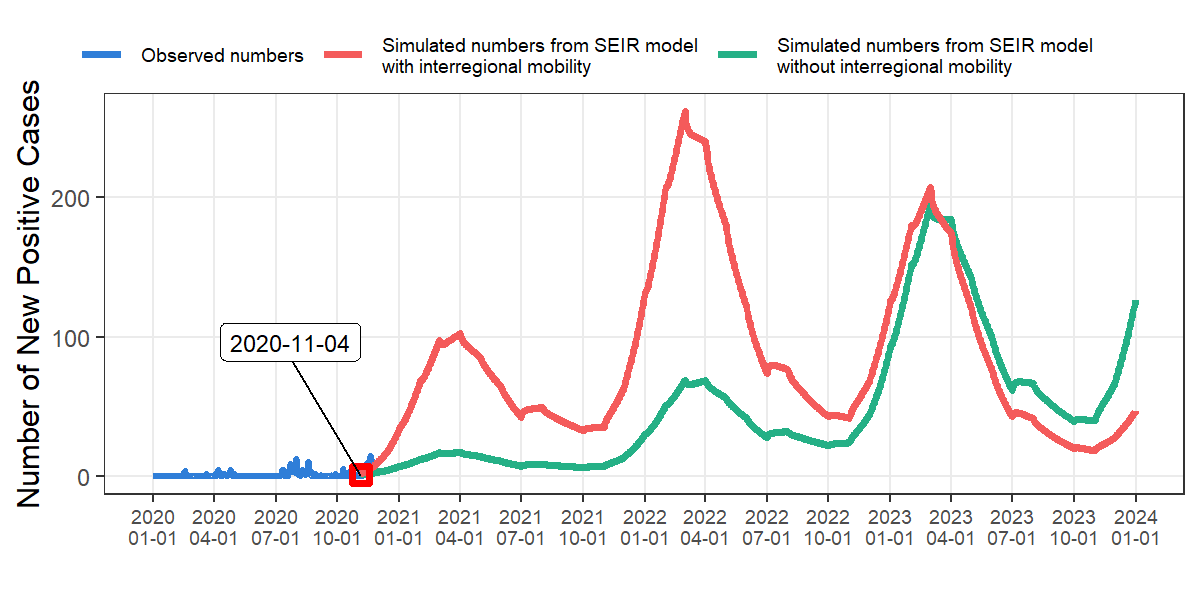 Observed numbers
Simulated numbers from SEIR model
with interregional mobility
Simulated numbers from SEIR model
without interregional mobility
Number of New Positive Cases
200
100
0
2020-11-04
2020 2020 2020 2020 2021 2021 2021 2021 2022 2022 2022 2022 2023 2023 2023 2023 2024
01-01 04-01 07-01 10-01 01-01 04-01 07-01 10-01 01-01 04-01 07-01 10-01 01-01 04-01 07-01 10-01 01-01